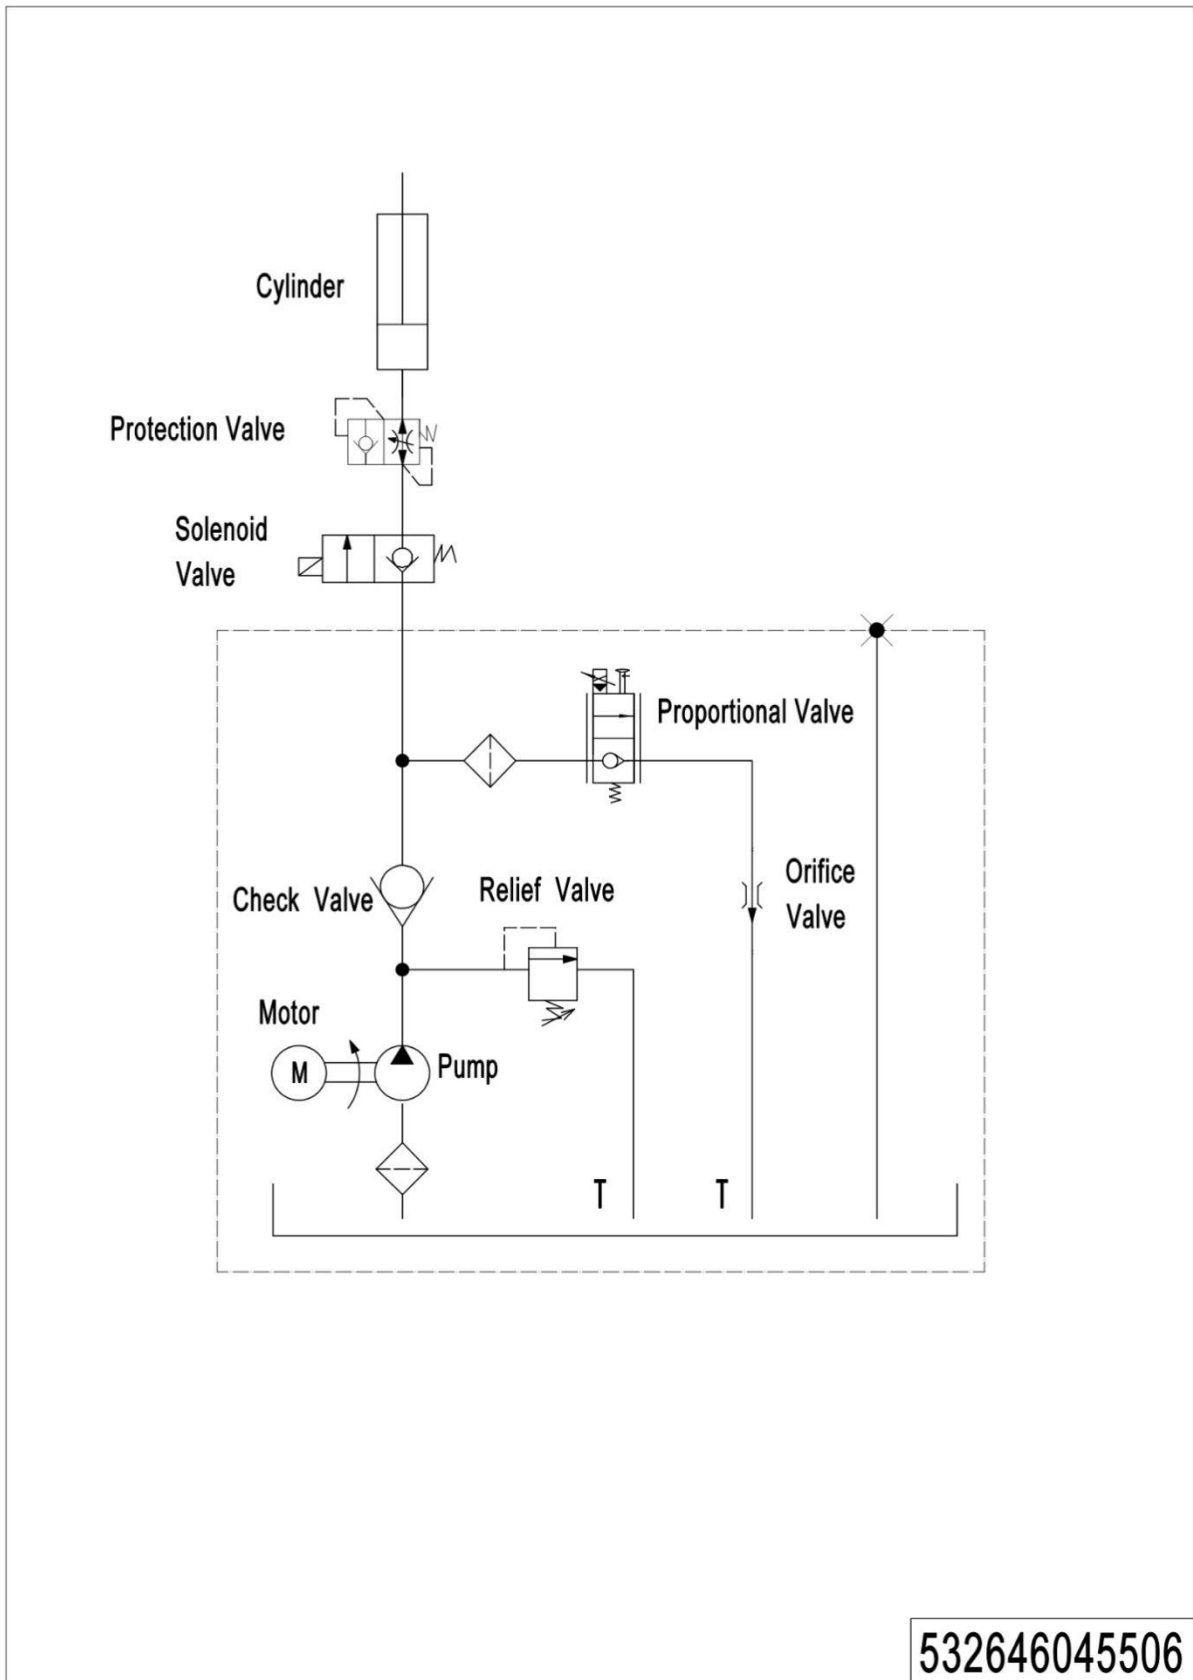 Cylinder
Protection Valve
Solenoid
Valve
Proportional Valve
Orifice
Valve
Relief Valve
Check Valve
Motor
M
Pump
T
T
532646045506